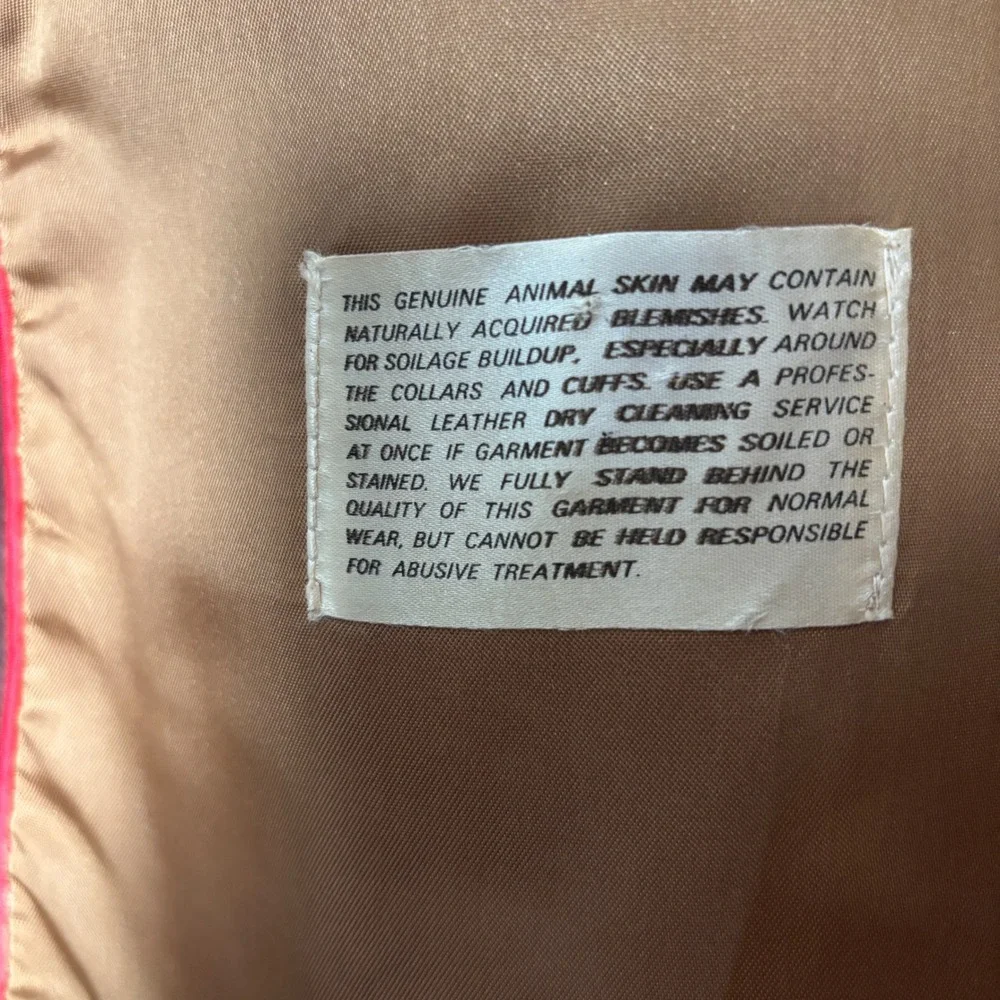 THIS GENUINE ANIMAL SKIN MAY CONTAIN
NATURALLY ACQUIRED BLEMISHES. WATCH
FOR SOILAGE BUILDUP, ESPECIALLY AROUND
THE COLLARS AND CUFFS. USE A PROFES-
SIONAL LEATHER DRY CLEANING SERVICE
AT ONCE IF GARMENT BECOMES SOILED OR
STAINED. WE FULLY STAND BEHIND THE
QUALITY OF THIS GARMENT FOR NORMAL
WEAR, BUT CANNOT BE HELD RESPONSIBLE
FOR ABUSIVE TREATMENT.